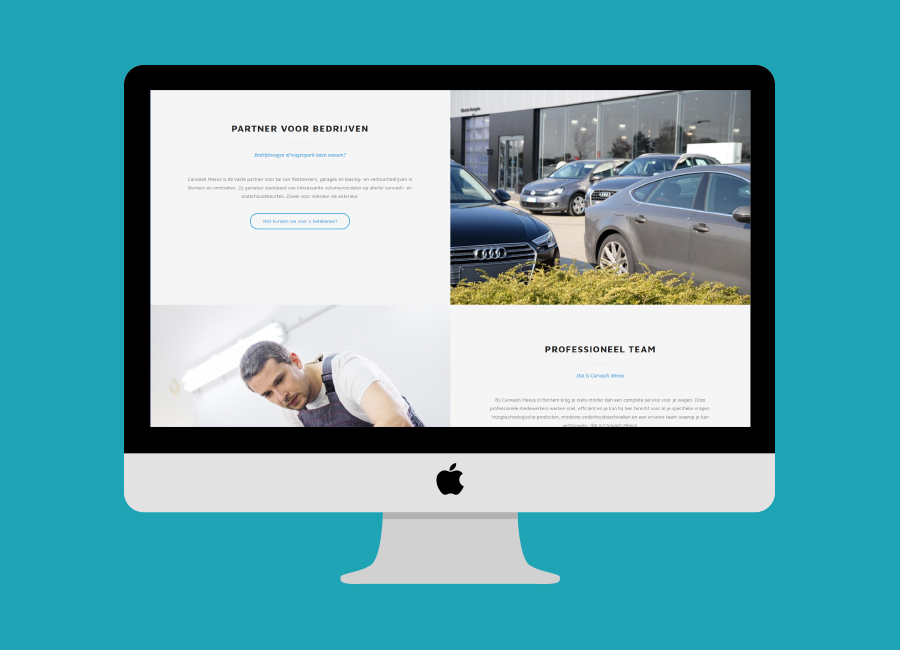 PARTNER VOOR BEDRIJVEN
Bedrijfswagen of wagenpark laten wassen?
Carwash Meeus is de vaste partner voor tal van fleetowners, garages en leasing- en verhuurbedrijven in
Bornem en omstreken. Zij genieten standaard van interessante volumevoordelen op allerlei carwash- en
onderhoudsbeurten. Zowel voor interieur als exterieur.
Wat kunnen we voor u betekenen?
PROFESSIONEEL TEAM
Dat is Carwash Meeus
Bij Carwash Meeus in Bornem krijg je niets minder dan een complete service voor je wagen. Onze
professionele medewerkers werken snel, efficiënt en je kan bij hen terecht voor al je specifieke vragen.
Hoogtechnologische producten, moderne onderhoudstechnieken en een ervaren team waarop je kan
vertrouwen, dat is Carwash Meeus.